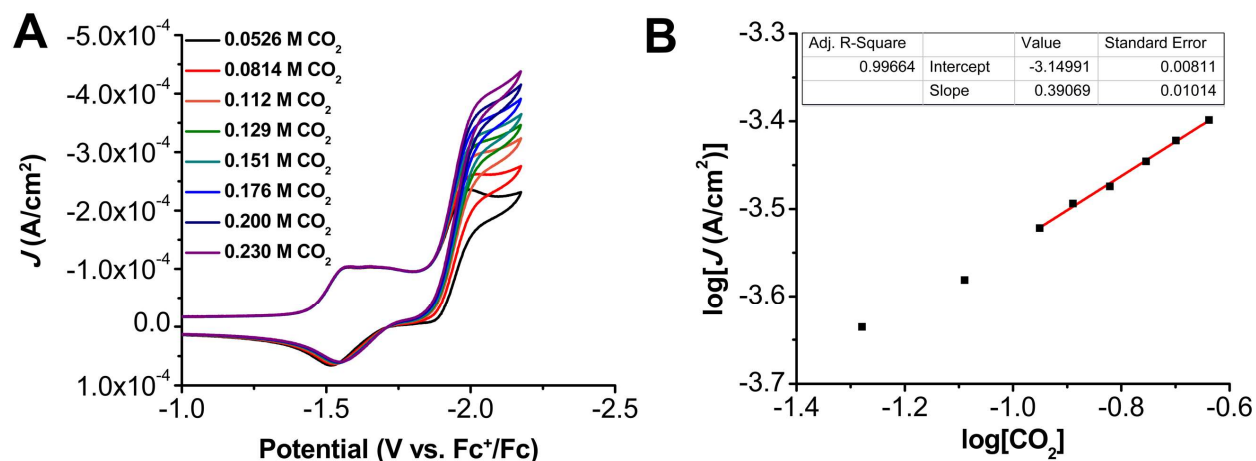 A
-5.0x10⁻⁴
-4.0x10⁻⁴
-3.0x10⁻⁴
-2.0x10⁻⁴
-1.0x10⁻⁴
0.0
1.0x10⁻⁴
J (A/cm²)
0.0526 M CO₂
0.0814 M CO₂
0.112 M CO₂
0.129 M CO₂
0.151 M CO₂
0.176 M CO₂
0.200 M CO₂
0.230 M CO₂
-1.0 -1.5 -2.0 -2.5
Potential (V vs. Fc⁺/Fc)
B
-3.3
-3.4
-3.5
-3.6
-3.7
log[J (A/cm²)]
Adj. R-Square Value Standard Error
0.99664 Intercept -3.14991 0.00811
Slope 0.39069 0.01014
-1.4 -1.2 -1.0 -0.8 -0.6
log[CO₂]